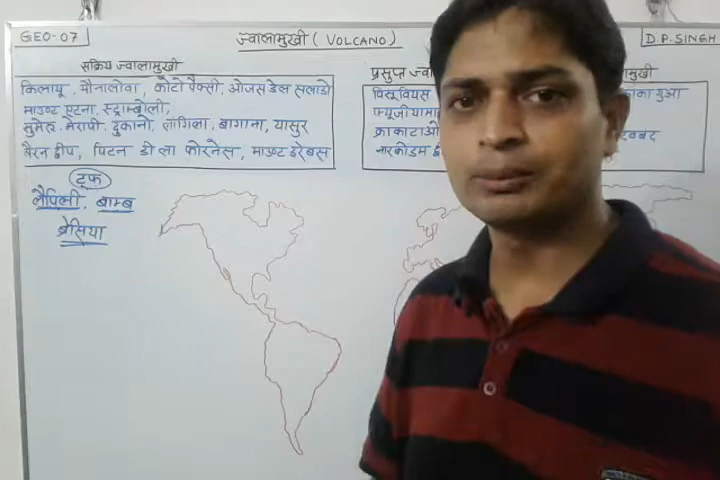 GEO-07
ज्वालामुखी ( VOLCANO )
D.P. SINGH
सक्रिय ज्वालामुखी
किलायू, मौनालोवा, कोटोपैक्सी, ओजस डेल सलाडो
माउण्ट एटना, स्ट्राम्बोली,
सुमेरू, मेरापी, दुकानो, लांगिला, बागाना, यासुर
बैरन द्वीप, पिटन डी ला फोरनेस, माउण्ट इरेबस
प्रसुप्त
विसूवियस
फ्यूजीयामा
क्राकाटाओ
नारकोडम
टफ
लैपिली, बाम्ब
ब्रेसिया